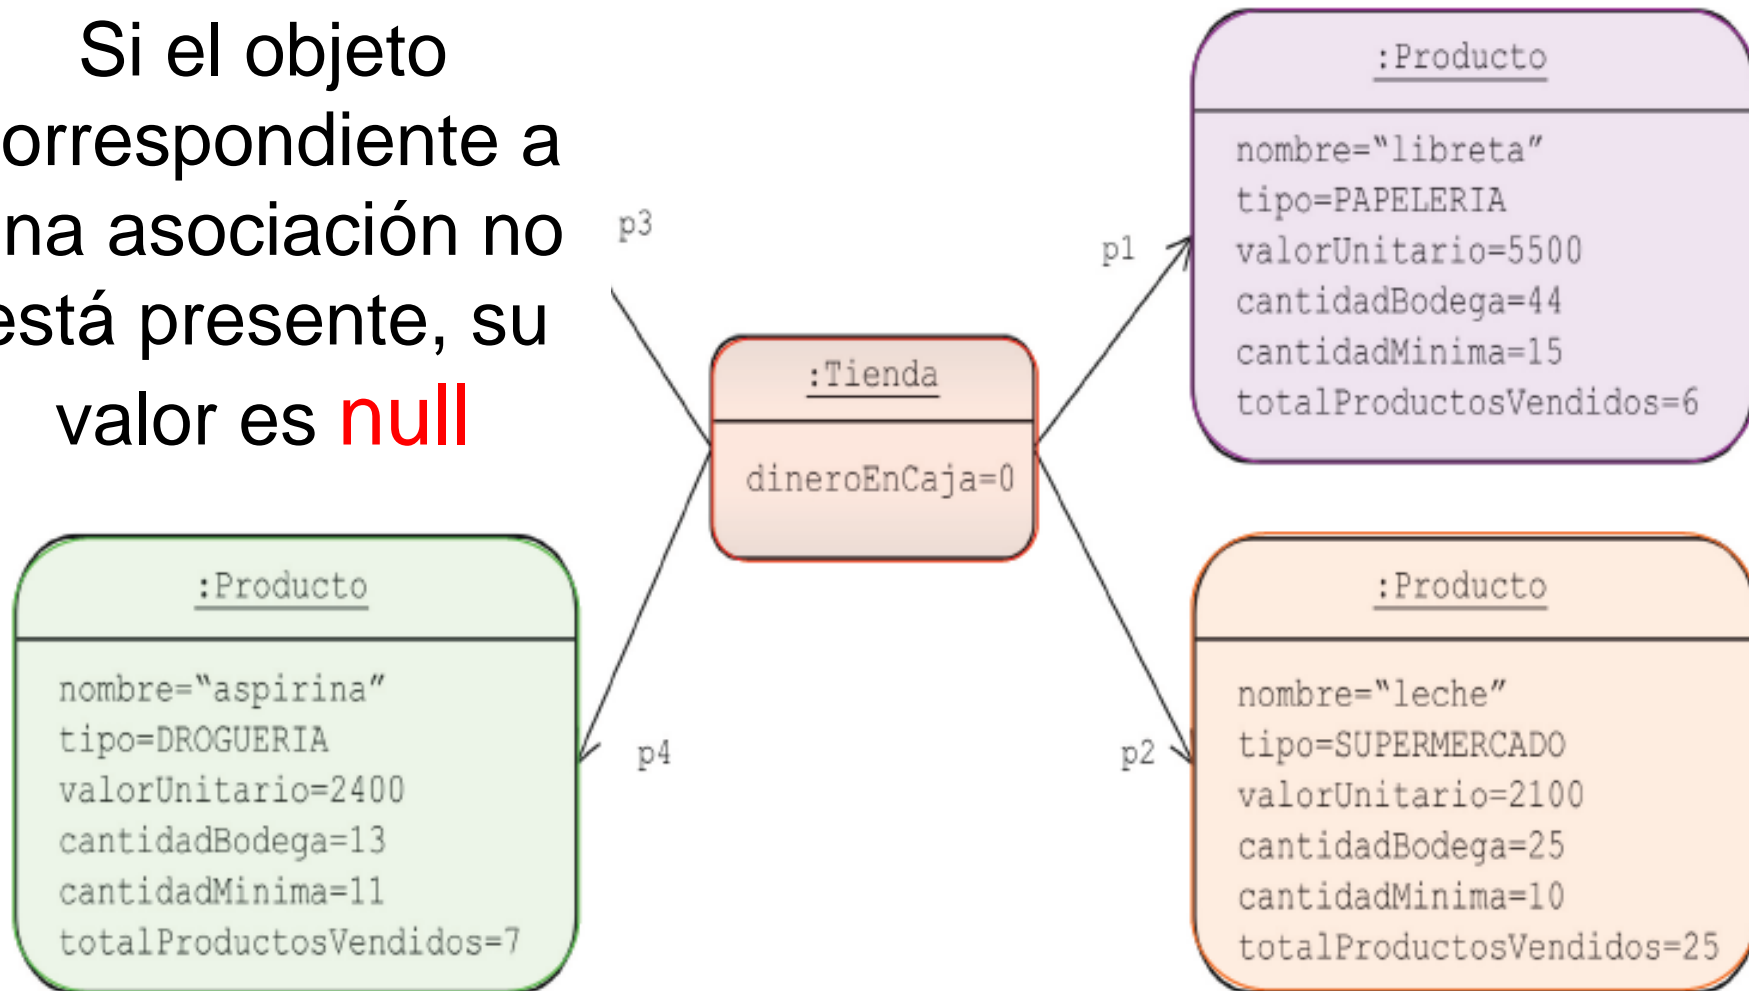 Si el objeto
orrespondiente a
na asociación no
está presente, su
valor es null
p3
p1
p4
p2
:Tienda
dineroEnCaja=0
:Producto
nombre=“libreta”
tipo=PAPELERIA
valorUnitario=5500
cantidadBodega=44
cantidadMinima=15
totalProductosVendidos=6
:Producto
nombre=“aspirina”
tipo=DROGUERIA
valorUnitario=2400
cantidadBodega=13
cantidadMinima=11
totalProductosVendidos=7
:Producto
nombre=“leche”
tipo=SUPERMERCADO
valorUnitario=2100
cantidadBodega=25
cantidadMinima=10
totalProductosVendidos=25